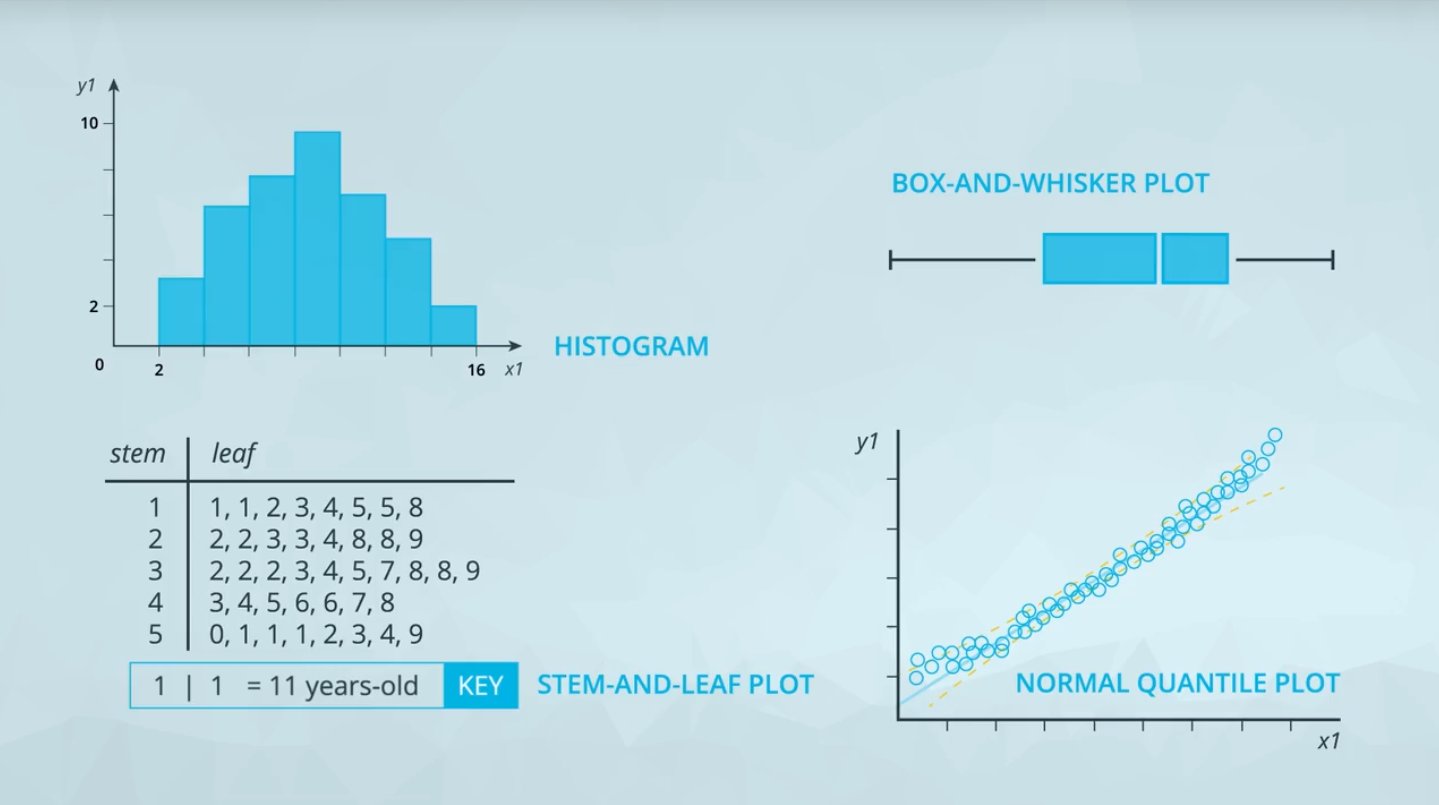 y1
10
2
0
2
16
x1
HISTOGRAM
BOX-AND-WHISKER PLOT
stem leaf
1 1, 1, 2, 3, 4, 5, 5, 8
2 2, 2, 3, 3, 4, 8, 8, 9
3 2, 2, 2, 3, 4, 5, 7, 8, 8, 9
4 3, 4, 5, 6, 6, 7, 8
5 0, 1, 1, 1, 2, 3, 4, 9
1 | 1 = 11 years-old KEY
STEM-AND-LEAF PLOT
y1
NORMAL QUANTILE PLOT
x1